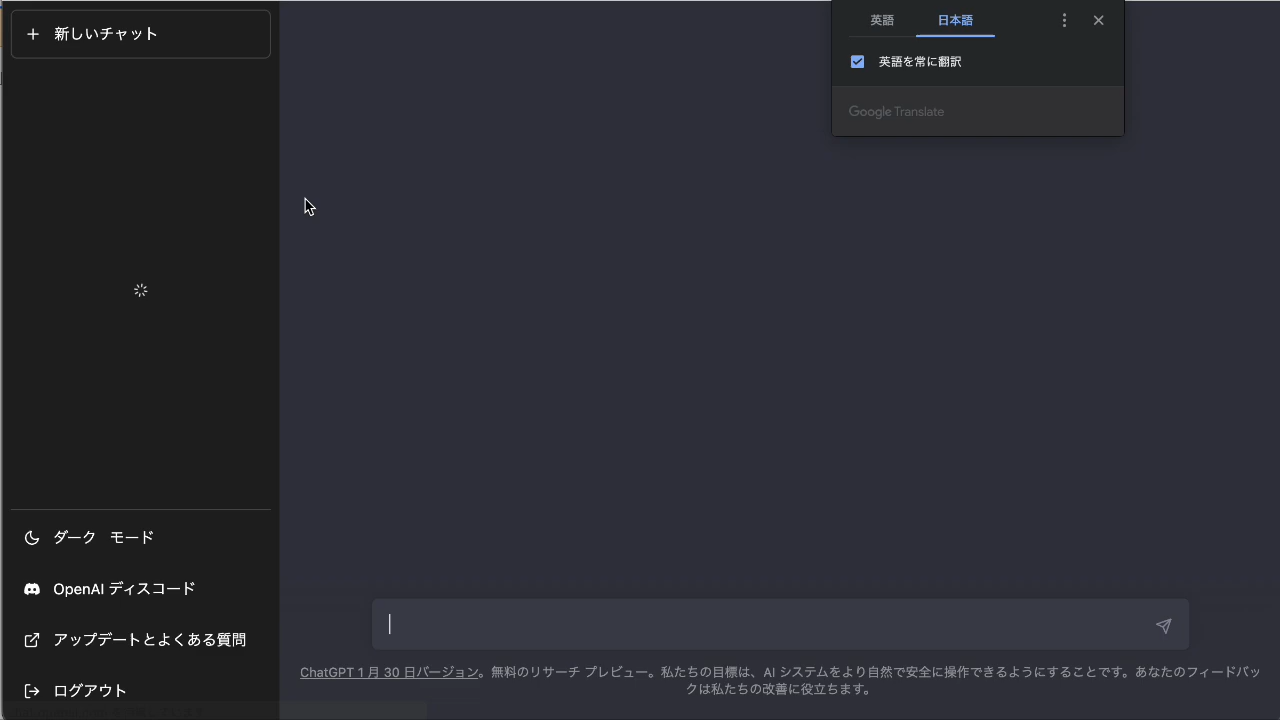 新しいチャット
英語 日本語
英語を常に翻訳
Google Translate
ダーク モード
OpenAI ディスコード
アップデートとよくある質問
ログアウト
ChatGPT 1 月 30 日バージョン。無料のリサーチ プレビュー。私たちの目標は、AI システムをより自然で安全に操作できるようにすることです。あなたのフィードバッ
クは私たちの改善に役立ちます。